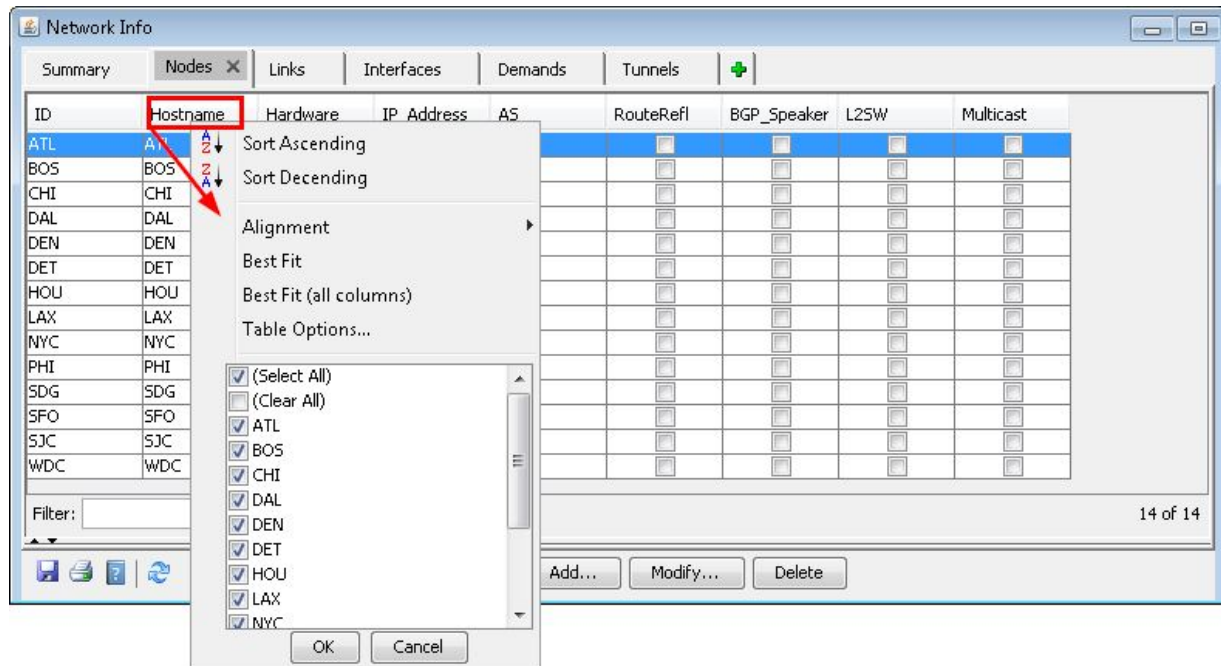 Network Info
Summary Nodes Links Interfaces Demands Tunnels
ID Hostname Hardware IP_Address AS RouteRefl BGP_Speaker L2SW Multicast
ATL
BOS BOS
CHI CHI
DAL DAL
DEN DEN
DET DET
HOU HOU
LAX LAX
NYC NYC
PHI PHI
SDG SDG
SFO SFO
SJC SJC
WDC WDC
Sort Ascending
Sort Decending
Alignment
Best Fit
Best Fit (all columns)
Table Options...
(Select All)
(Clear All)
ATL
BOS
CHI
DAL
DEN
DET
HOU
LAX
NYC
OK Cancel
Filter: 14 of 14
Add... Modify... Delete